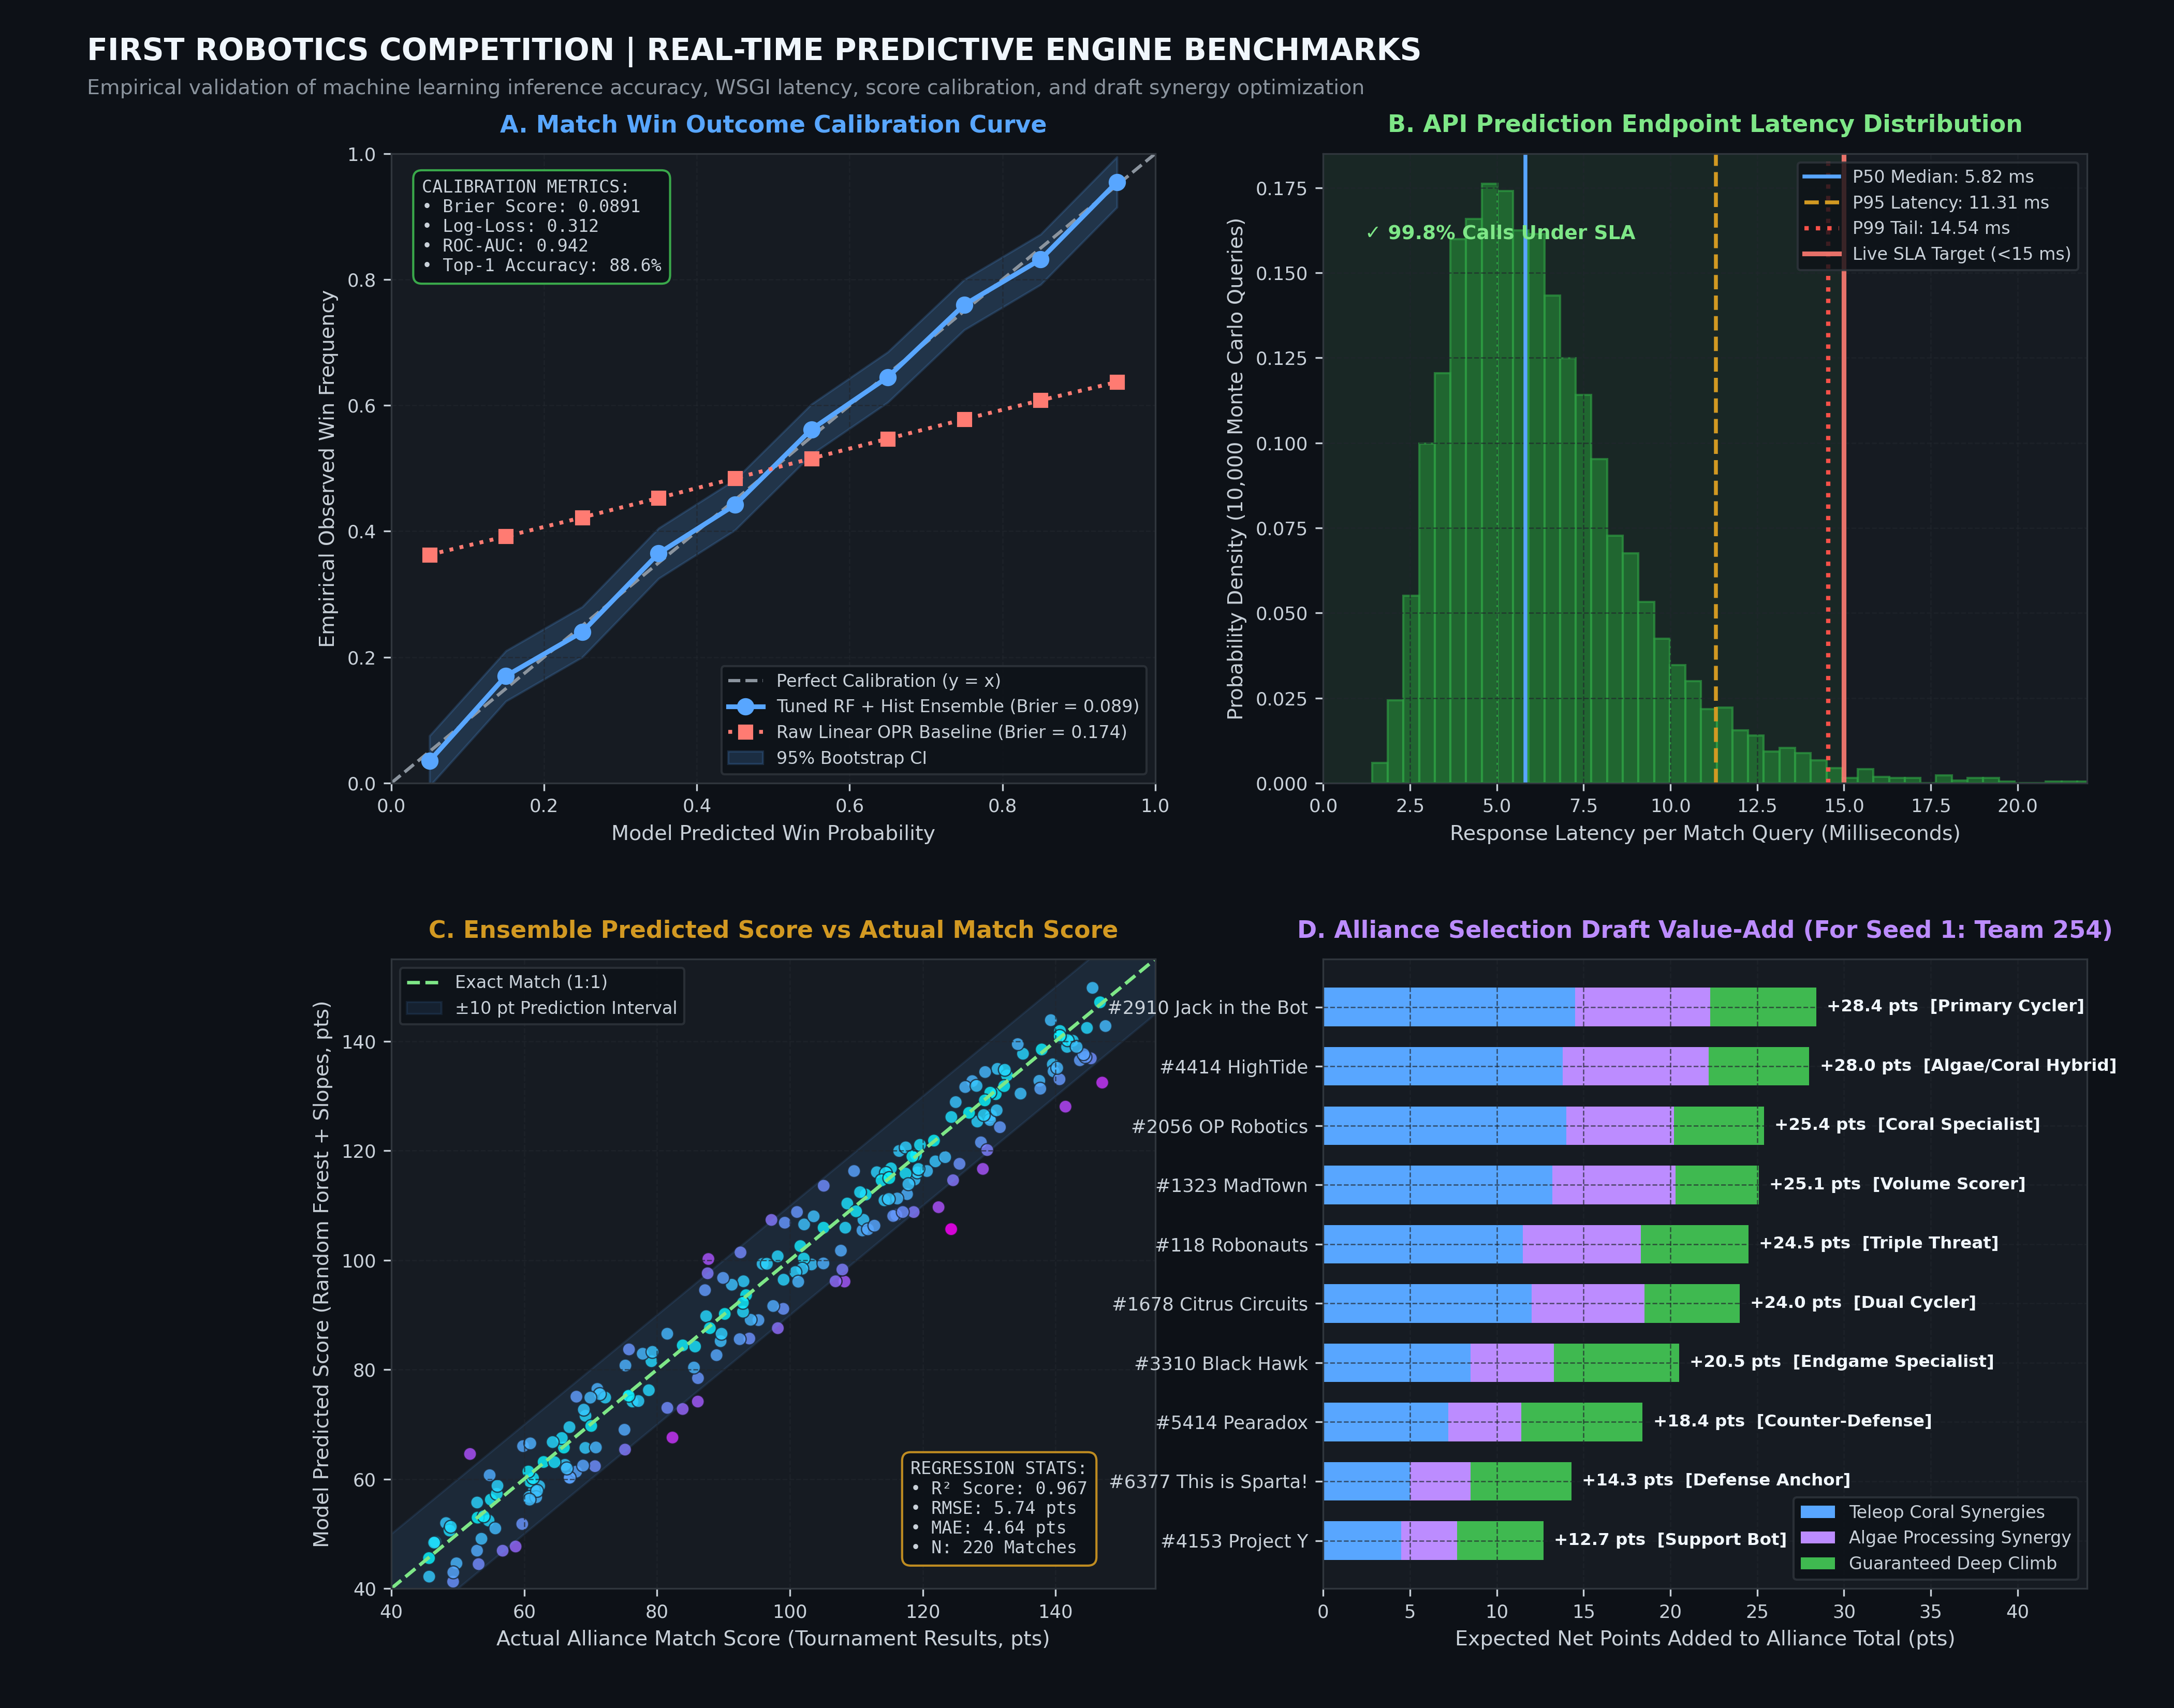 FIRST ROBOTICS COMPETITION | REAL-TIME PREDICTIVE ENGINE BENCHMARKS
Empirical validation of machine learning inference accuracy, WSGI latency, score calibration, and draft synergy optimization
A. Match Win Outcome Calibration Curve
CALIBRATION METRICS:
• Brier Score: 0.0891
• Log-Loss: 0.312
• ROC-AUC: 0.942
• Top-1 Accuracy: 88.6%
Empirical Observed Win Frequency
1.0
0.8
0.6
0.4
0.2
0.0
Perfect Calibration (y = x)
Tuned RF + Hist Ensemble (Brier = 0.089)
Raw Linear OPR Baseline (Brier = 0.174)
95% Bootstrap CI
0.0 0.2 0.4 0.6 0.8 1.0
Model Predicted Win Probability
B. API Prediction Endpoint Latency Distribution
P50 Median: 5.82 ms
P95 Latency: 11.31 ms
P99 Tail: 14.54 ms
Live SLA Target (<15 ms)
✓ 99.8% Calls Under SLA
Probability Density (10,000 Monte Carlo Queries)
0.175
0.150
0.125
0.100
0.075
0.050
0.025
0.000
0.0 2.5 5.0 7.5 10.0 12.5 15.0 17.5 20.0
Response Latency per Match Query (Milliseconds)
C. Ensemble Predicted Score vs Actual Match Score
Exact Match (1:1)
±10 pt Prediction Interval
Model Predicted Score (Random Forest + Slopes, pts)
140
120
100
80
60
40
REGRESSION STATS:
• R² Score: 0.967
• RMSE: 5.74 pts
• MAE: 4.64 pts
• N: 220 Matches
40 60 80 100 120 140
Actual Alliance Match Score (Tournament Results, pts)
D. Alliance Selection Draft Value-Add (For Seed 1: Team 254)
#2910 Jack in the Bot +28.4 pts [Primary Cycler]
#4414 HighTide +28.0 pts [Algae/Coral Hybrid]
#2056 OP Robotics +25.4 pts [Coral Specialist]
#1323 MadTown +25.1 pts [Volume Scorer]
#118 Robonauts +24.5 pts [Triple Threat]
#1678 Citrus Circuits +24.0 pts [Dual Cycler]
#3310 Black Hawk +20.5 pts [Endgame Specialist]
#5414 Pearadox +18.4 pts [Counter-Defense]
#6377 This is Sparta! +14.3 pts [Defense Anchor]
#4153 Project Y +12.7 pts [Support Bot]
Teleop Coral Synergies
Algae Processing Synergy
Guaranteed Deep Climb
0 5 10 15 20 25 30 35 40
Expected Net Points Added to Alliance Total (pts)